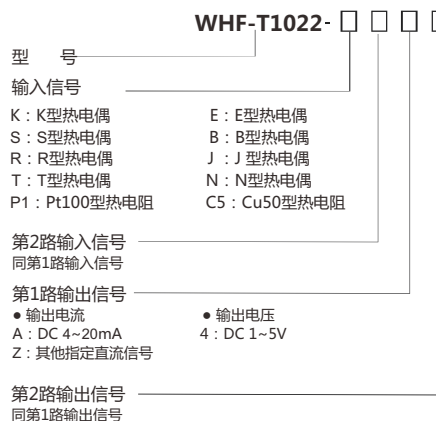 WHF-T1022- □ □ □ □
型 号
输入信号
K：K型热电偶 E：E型热电偶
S：S型热电偶 B：B型热电偶
R：R型热电偶 J：J 型热电偶
T：T型热电偶 N：N型热电偶
P1：Pt100型热电阻 C5：Cu50型热电阻
第2路输入信号
同第1路输入信号
第1路输出信号
● 输出电流 ● 输出电压
A：DC 4~20mA 4：DC 1~5V
Z：其他指定直流信号
第2路输出信号
同第1路输出信号